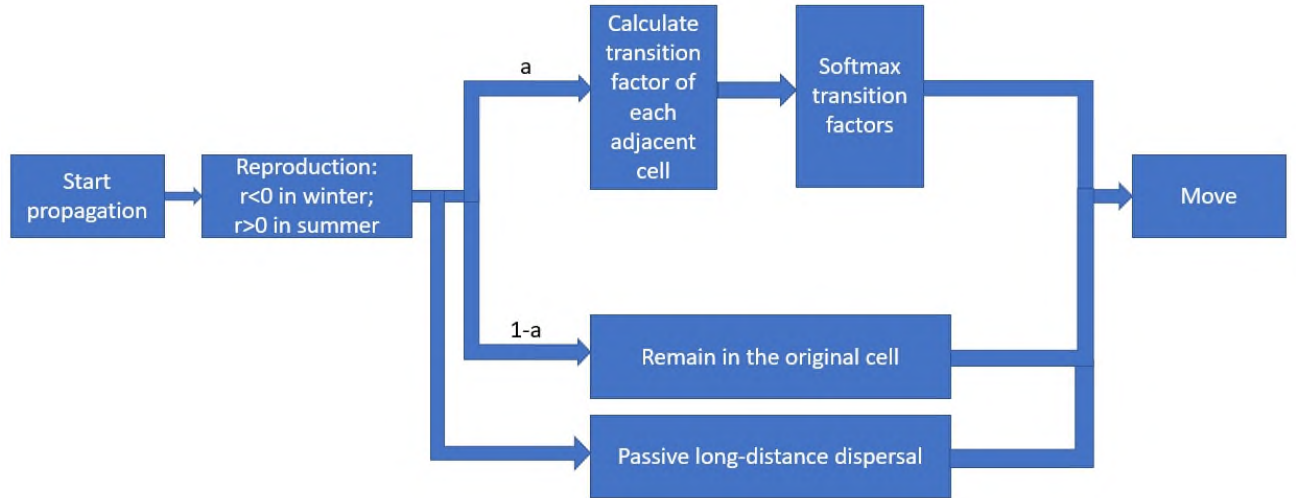 Start
propagation
Reproduction:
r<0 in winter;
r>0 in summer
a
Calculate
transition
factor of
each
adjacent
cell
Softmax
transition
factors
1-a
Remain in the original cell
Passive long-distance dispersal
Move